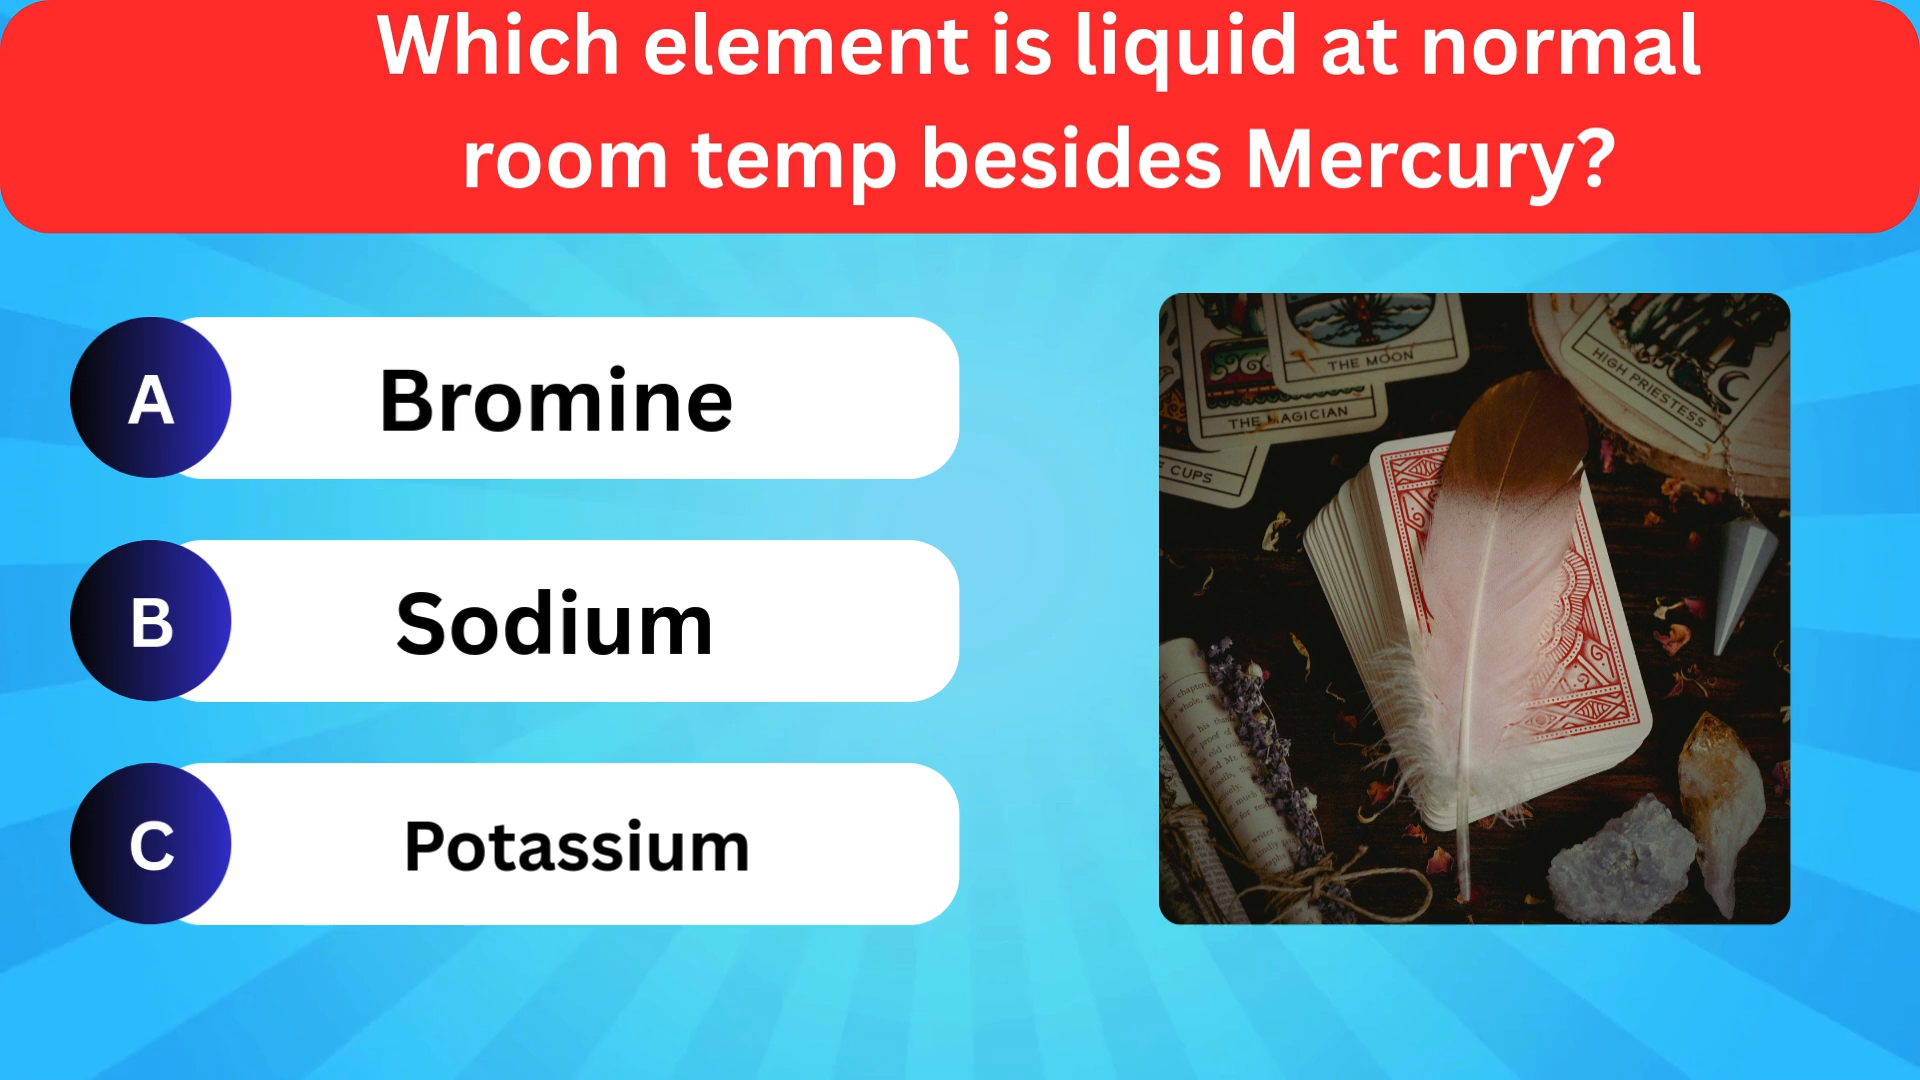 Which element is liquid at normal
room temp besides Mercury?
A
Bromine
B
Sodium
C
Potassium
THE MOON
THE MAGICIAN
HIGH PRIESTESS
CUPS